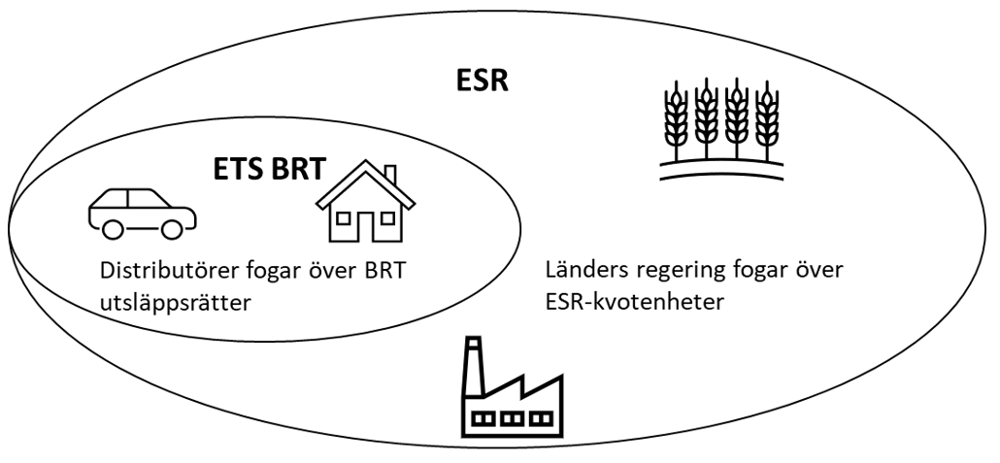 ESR
ETS BRT
Distributörer fogar över BRT
utsläppsrätter
Länders regering fogar över
ESR-kvotenheter